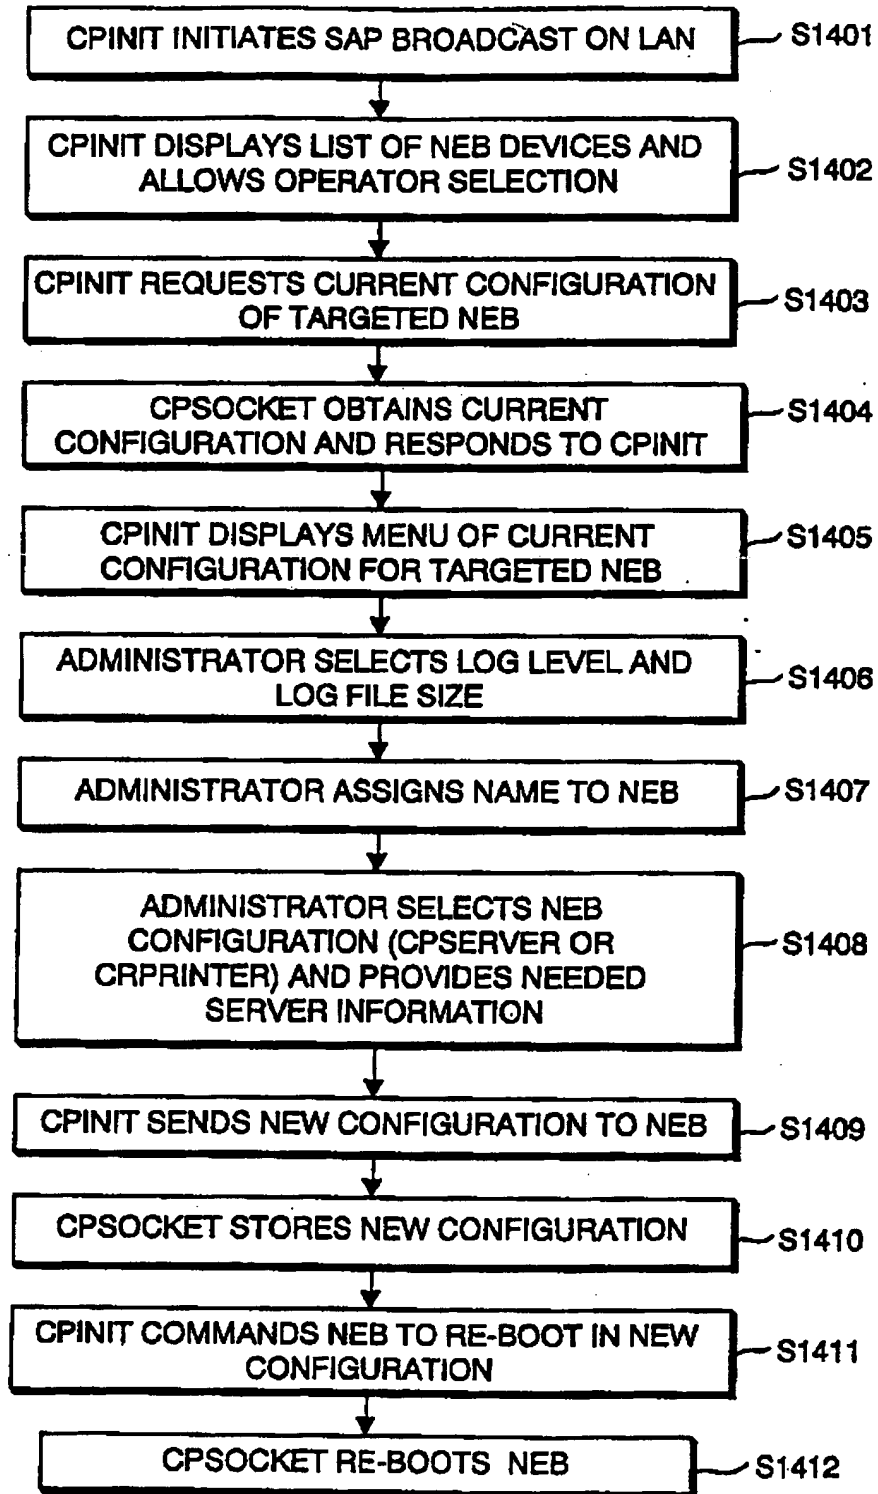 CPINIT INITIATES SAP BROADCAST ON LAN
S1401
CPINIT DISPLAYS LIST OF NEB DEVICES AND
ALLOWS OPERATOR SELECTION
S1402
CPINIT REQUESTS CURRENT CONFIGURATION
OF TARGETED NEB
S1403
CPSOCKET OBTAINS CURRENT
CONFIGURATION AND RESPONDS TO CPINIT
S1404
CPINIT DISPLAYS MENU OF CURRENT
CONFIGURATION FOR TARGETED NEB
S1405
ADMINISTRATOR SELECTS LOG LEVEL AND
LOG FILE SIZE
S1406
ADMINISTRATOR ASSIGNS NAME TO NEB
S1407
ADMINISTRATOR SELECTS NEB
CONFIGURATION (CPSERVER OR
CRPRINTER) AND PROVIDES NEEDED
SERVER INFORMATION
S1408
CPINIT SENDS NEW CONFIGURATION TO NEB
S1409
CPSOCKET STORES NEW CONFIGURATION
S1410
CPINIT COMMANDS NEB TO RE-BOOT IN NEW
CONFIGURATION
S1411
CPSOCKET RE-BOOTS NEB
S1412